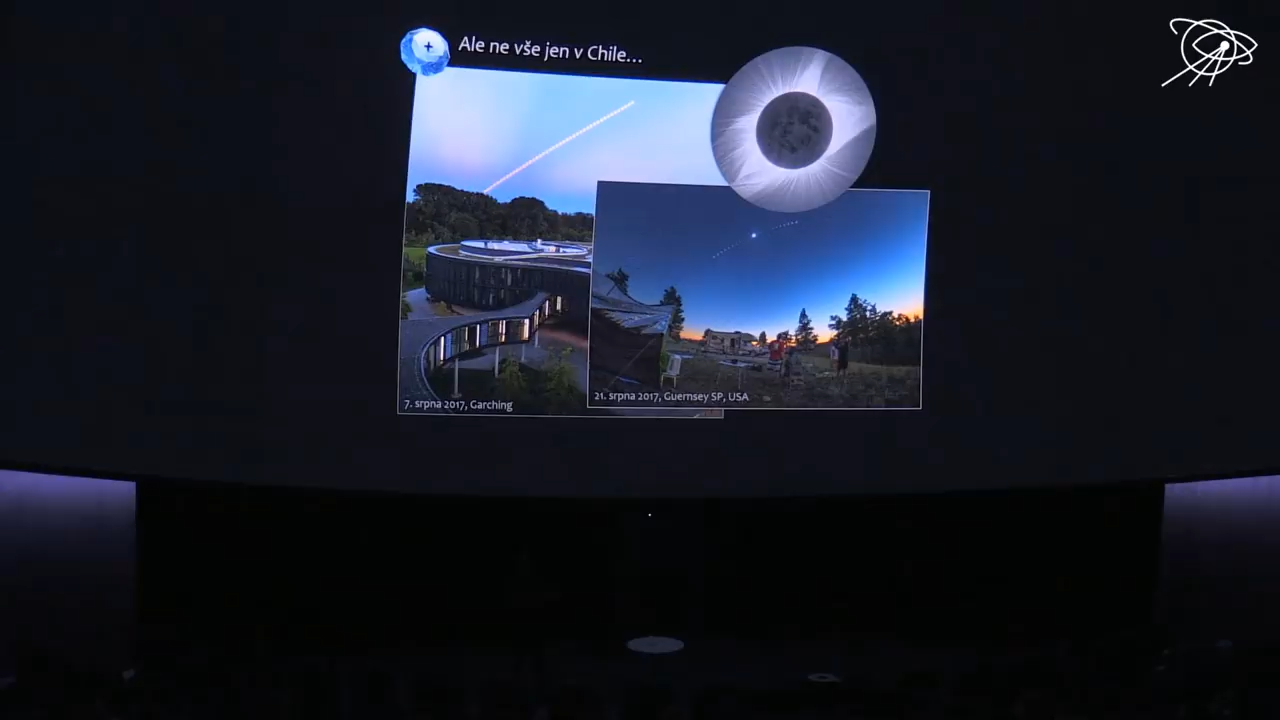 Ale ne vše jen v Chile...
7. srpna 2017, Garching
21. srpna 2017, Guernsey SP, USA